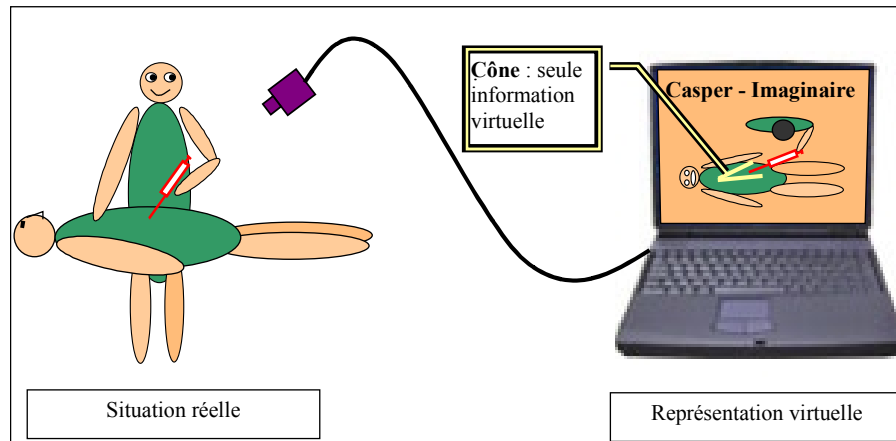 Cône : seule
information
virtuelle
Casper - Imaginaire
Situation réelle
Représentation virtuelle